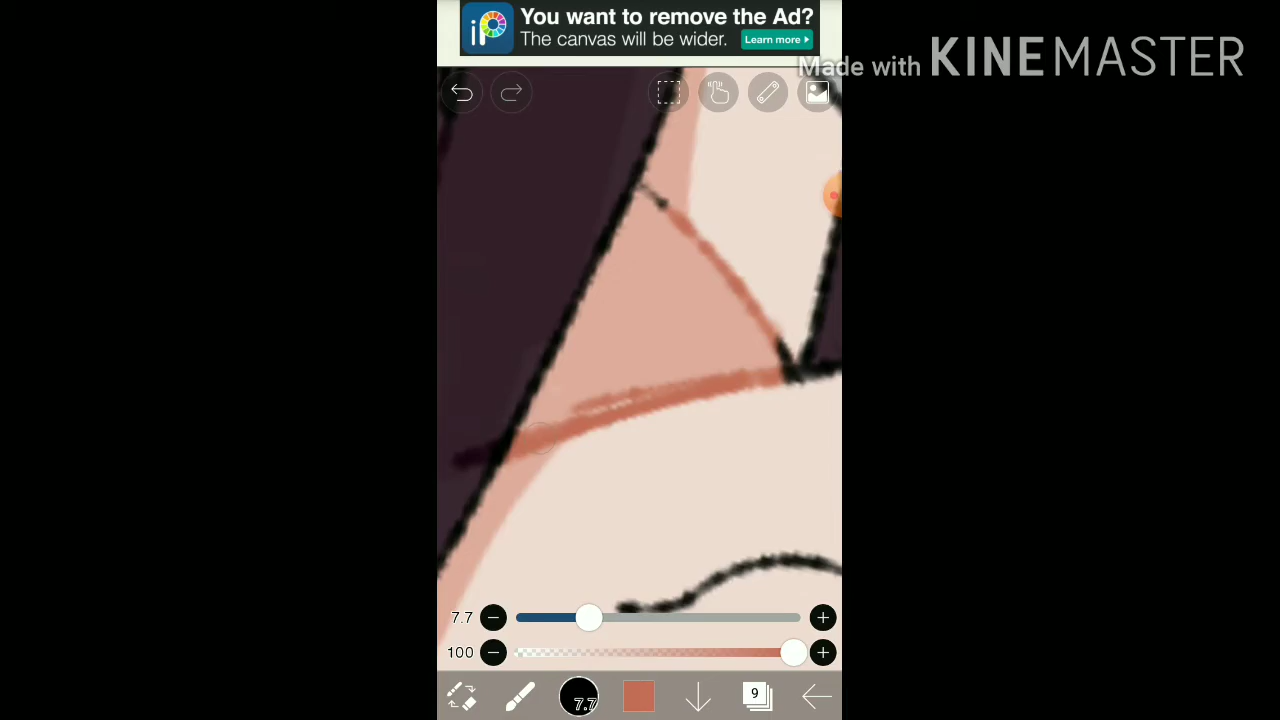 iP
You want to remove the Ad?
The canvas will be wider.
Learn more
Made with KINEMASTER
7.7
100
7.7
9